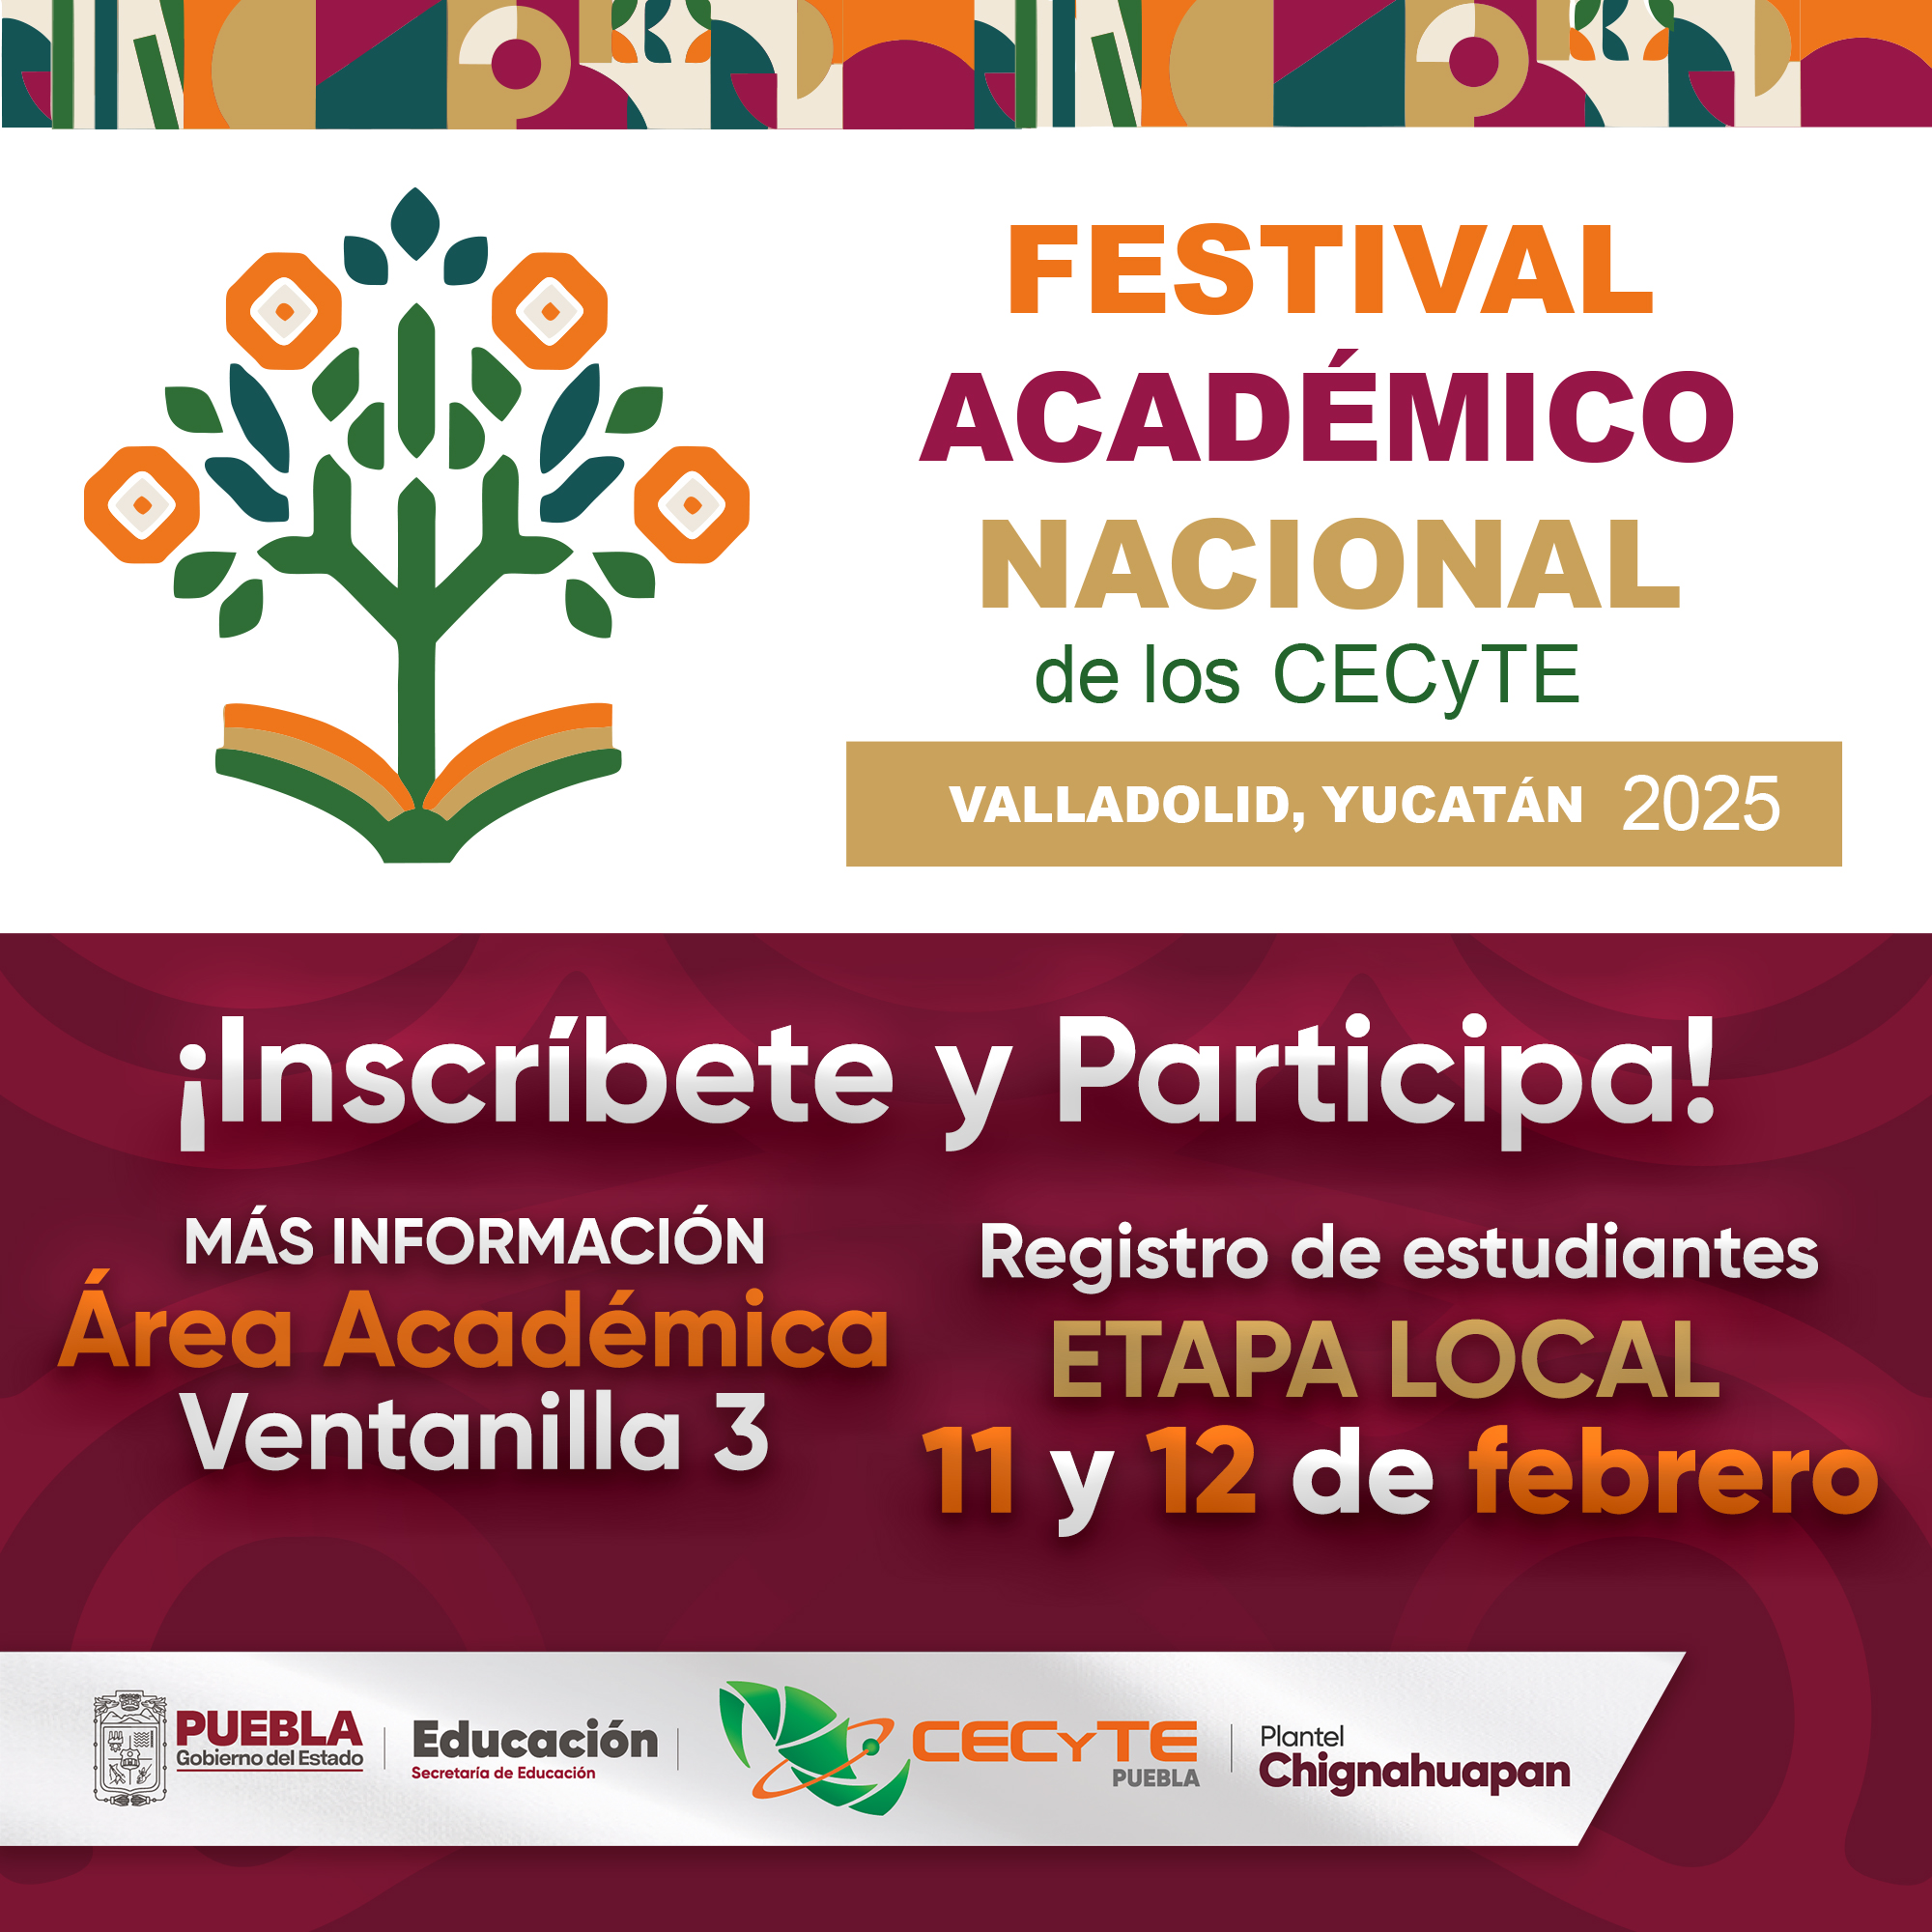 FESTIVAL
ACADÉMICO
NACIONAL
de los CECyTE
VALLADOLID, YUCATÁN 2025
¡Inscríbete y Participa!
MÁS INFORMACIÓN
Área Académica
Ventanilla 3
Registro de estudiantes
ETAPA LOCAL
11 y 12 de febrero
PUEBLA
Gobierno del Estado
Educación
Secretaría de Educación
CECyTE
PUEBLA
Plantel
Chignahuapan